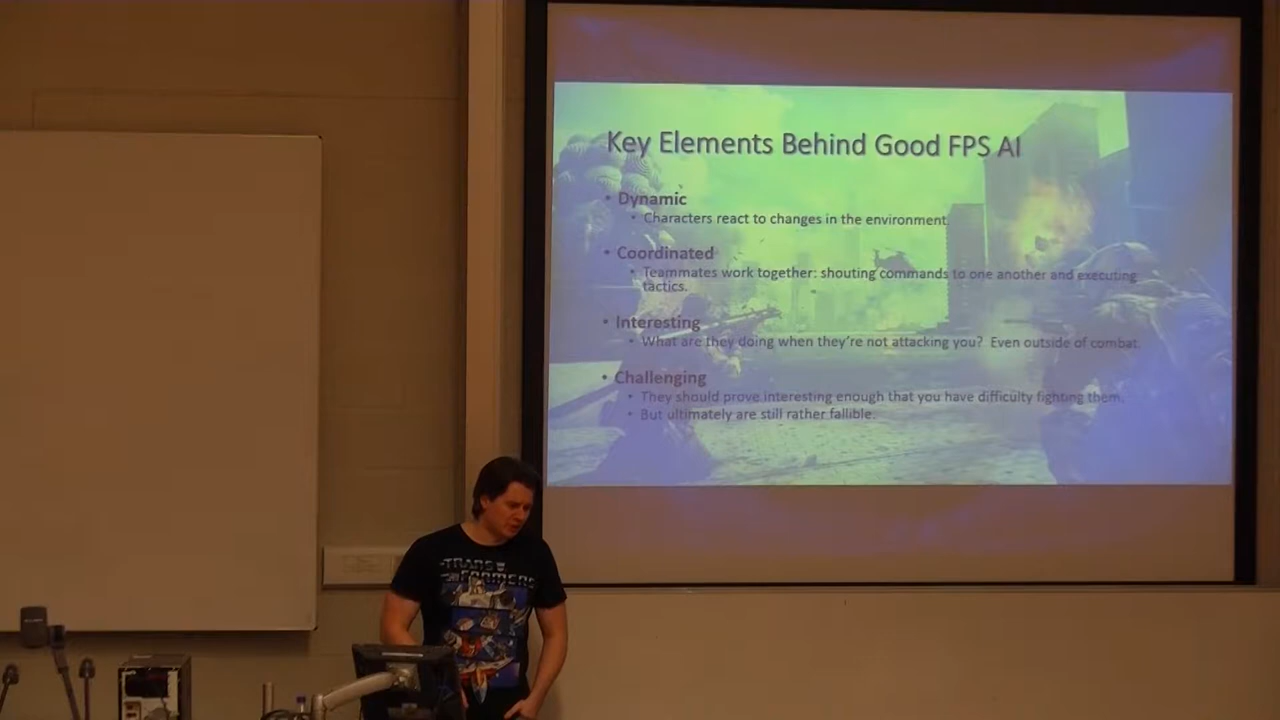 Key Elements Behind Good FPS AI
• Dynamic
• Characters react to changes in the environment.
• Coordinated
• Teammates work together: shouting commands to one another and executing
tactics.
• Interesting
• What are they doing when they're not attacking you? Even outside of combat.
• Challenging
• They should prove interesting enough that you have difficulty fighting them.
• But ultimately are still rather fallible.
TRANS
FORMERS